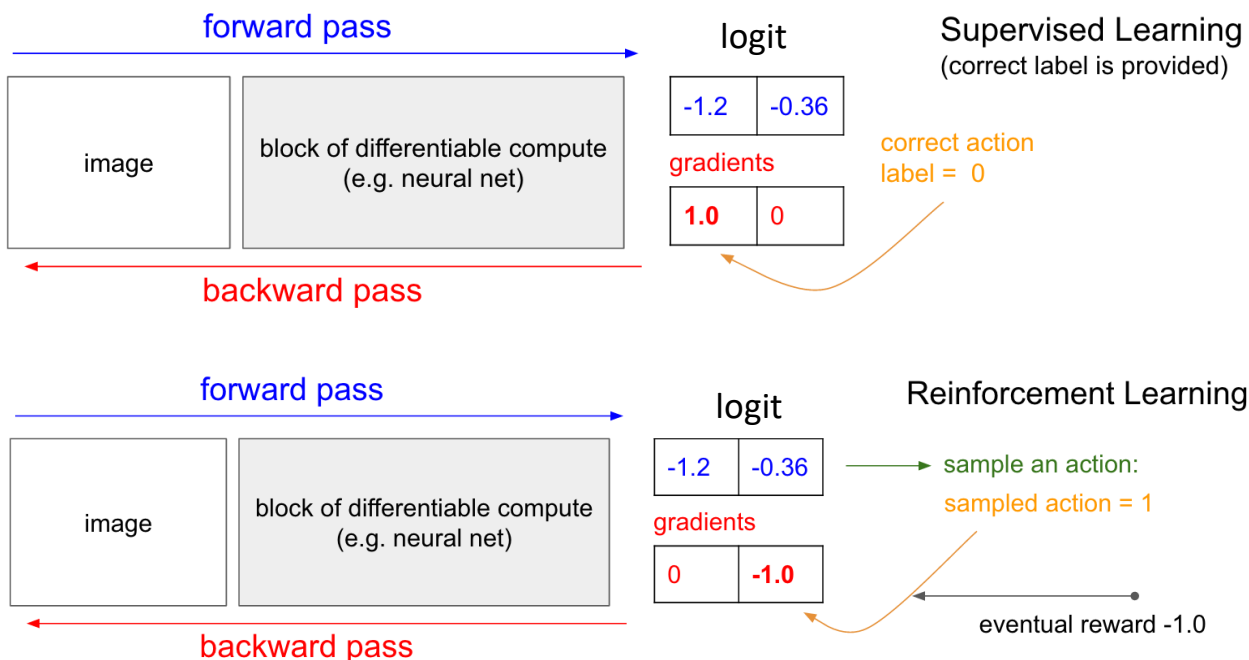 forward pass
logit
Supervised Learning
(correct label is provided)
image
block of differentiable compute
(e.g. neural net)
-1.2 -0.36
gradients
1.0 0
correct action
label = 0
backward pass
forward pass
logit
Reinforcement Learning
image
block of differentiable compute
(e.g. neural net)
-1.2 -0.36
sample an action:
sampled action = 1
gradients
0 -1.0
eventual reward -1.0
backward pass